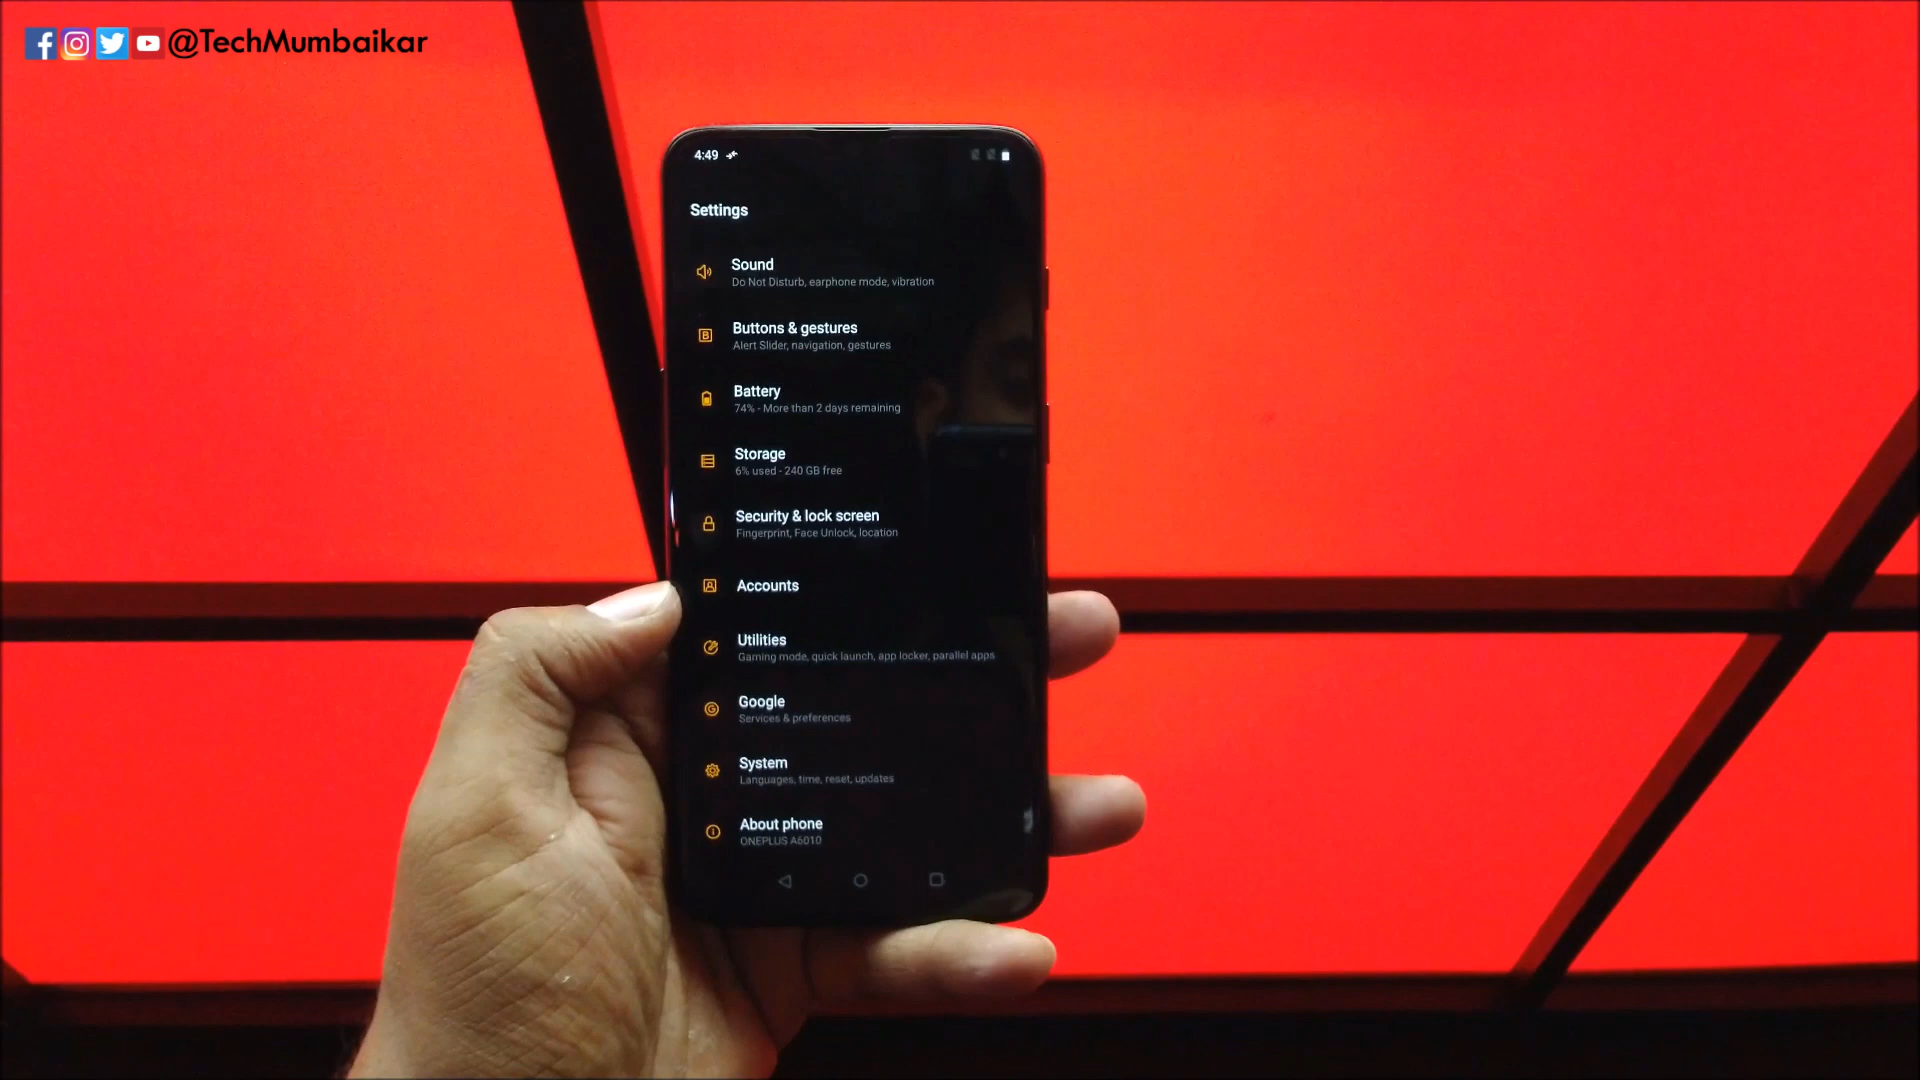 @TechMumbaikar
4:49
Settings
Sound
Do Not Disturb, earphone mode, vibration
Buttons & gestures
Alert Slider, navigation, gestures
Battery
74% - More than 2 days remaining
Storage
6% used - 240 GB free
Security & lock screen
Fingerprint, Face Unlock, location
Accounts
Utilities
Gaming mode, quick launch, app locker, parallel apps
Google
Services & preferences
System
Languages, time, reset, updates
About phone
ONEPLUS A6010